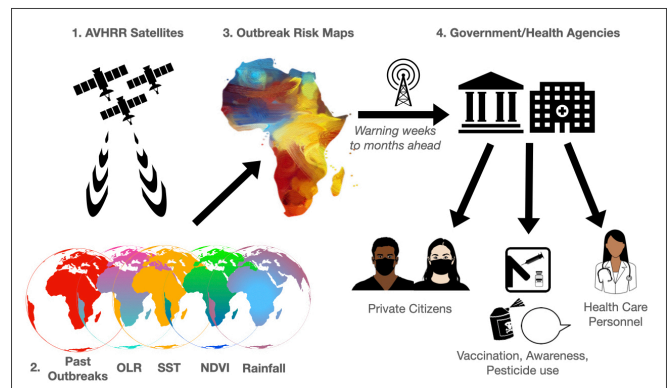 1. AVHRR Satellites
3. Outbreak Risk Maps
4. Government/Health Agencies
Warning weeks
to months ahead
Private Citizens
Health Care
Personnel
Vaccination, Awareness,
Pesticide use
2. Past
Outbreaks
OLR
SST
NDVI
Rainfall